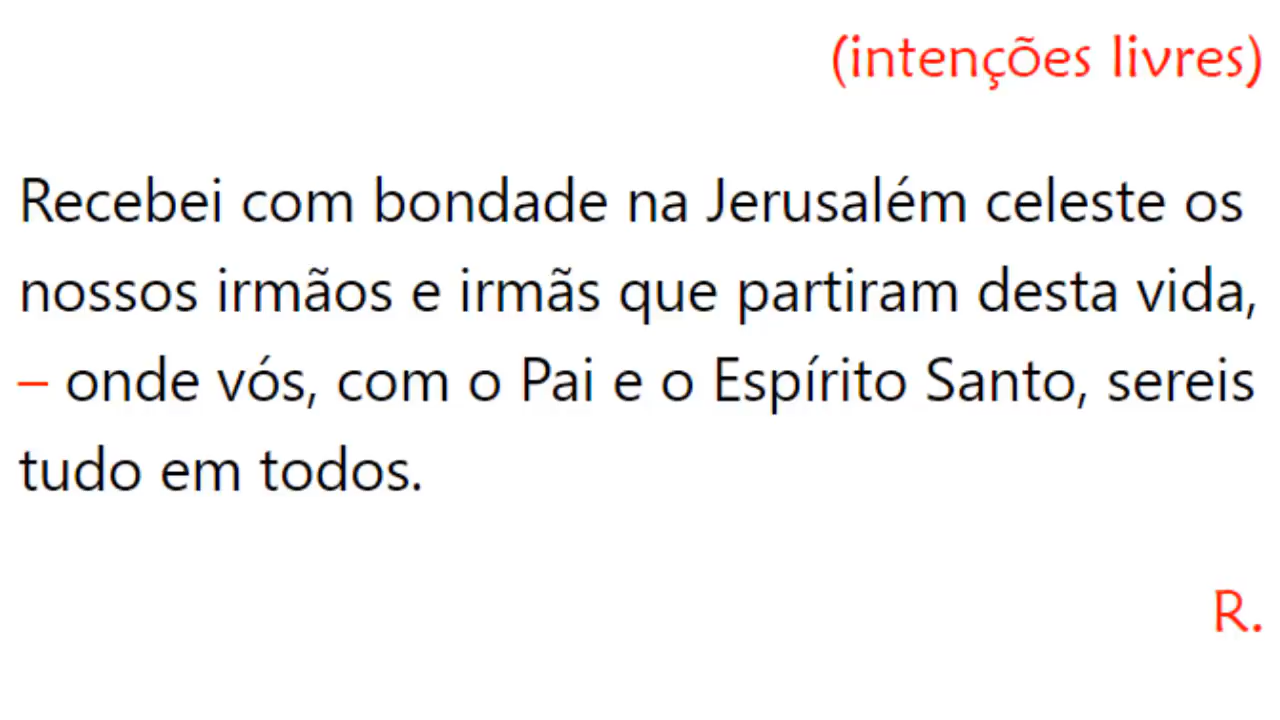 (intenções livres)
Recebei com bondade na Jerusalém celeste os
nossos irmãos e irmãs que partiram desta vida,
– onde vós, com o Pai e o Espírito Santo, sereis
tudo em todos.
R.